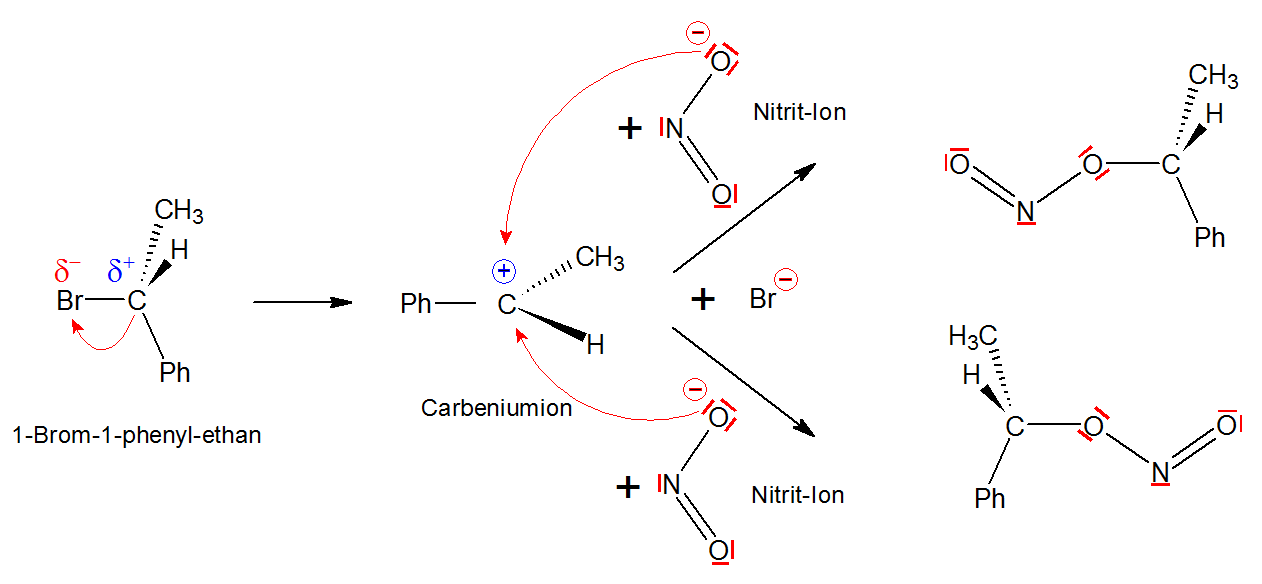 CH3
H
δ− δ+
Br C
Ph
1-Brom-1-phenyl-ethan
CH3
+
Ph C
H
Carbeniumion
−
O
+ N
O
Nitrit-Ion
+ Br −
−
O
+ N
O
Nitrit-Ion
CH3
H
O O C
N
Ph
H3C
H
C O O
N
Ph